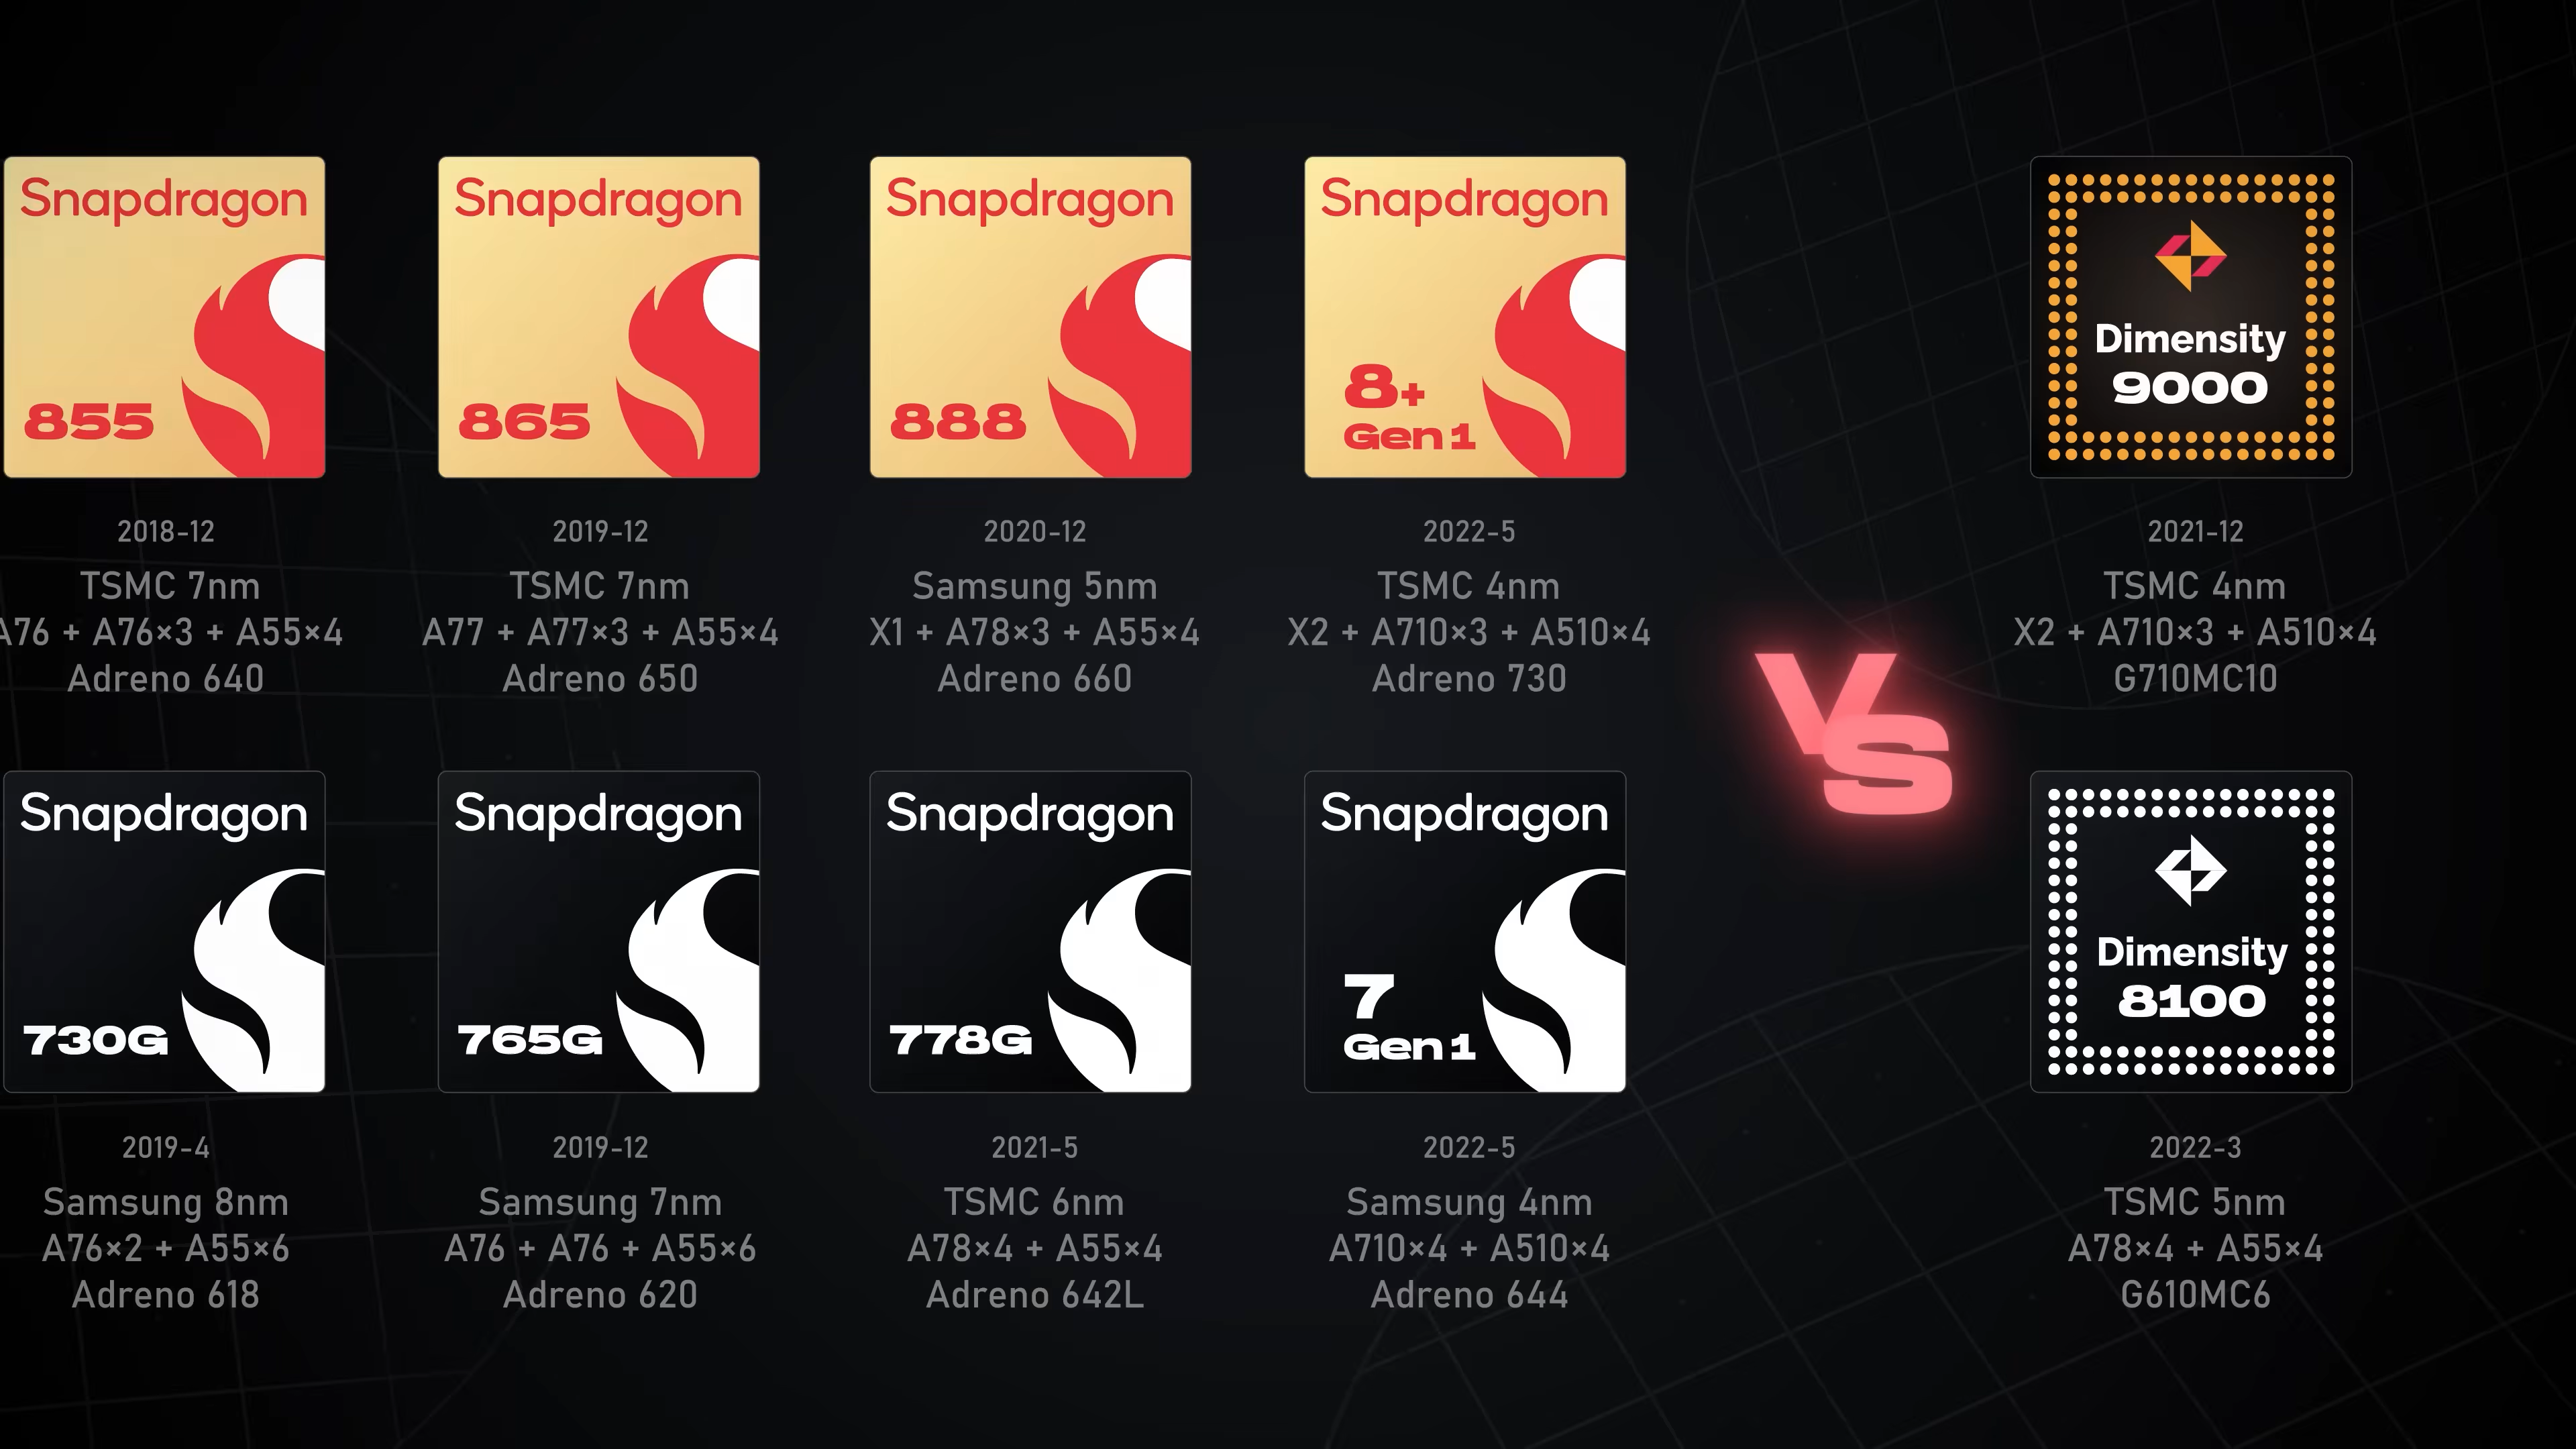 Snapdragon
855
2018-12
TSMC 7nm
A76 + A76×3 + A55×4
Adreno 640
Snapdragon
865
2019-12
TSMC 7nm
A77 + A77×3 + A55×4
Adreno 650
Snapdragon
888
2020-12
Samsung 5nm
X1 + A78×3 + A55×4
Adreno 660
Snapdragon
8+
Gen 1
2022-5
TSMC 4nm
X2 + A710×3 + A510×4
Adreno 730
VS
Dimensity
9000
2021-12
TSMC 4nm
X2 + A710×3 + A510×4
G710MC10
Snapdragon
730G
2019-4
Samsung 8nm
A76×2 + A55×6
Adreno 618
Snapdragon
765G
2019-12
Samsung 7nm
A76 + A76 + A55×6
Adreno 620
Snapdragon
778G
2021-5
TSMC 6nm
A78×4 + A55×4
Adreno 642L
Snapdragon
7
Gen 1
2022-5
Samsung 4nm
A710×4 + A510×4
Adreno 644
Dimensity
8100
2022-3
TSMC 5nm
A78×4 + A55×4
G610MC6